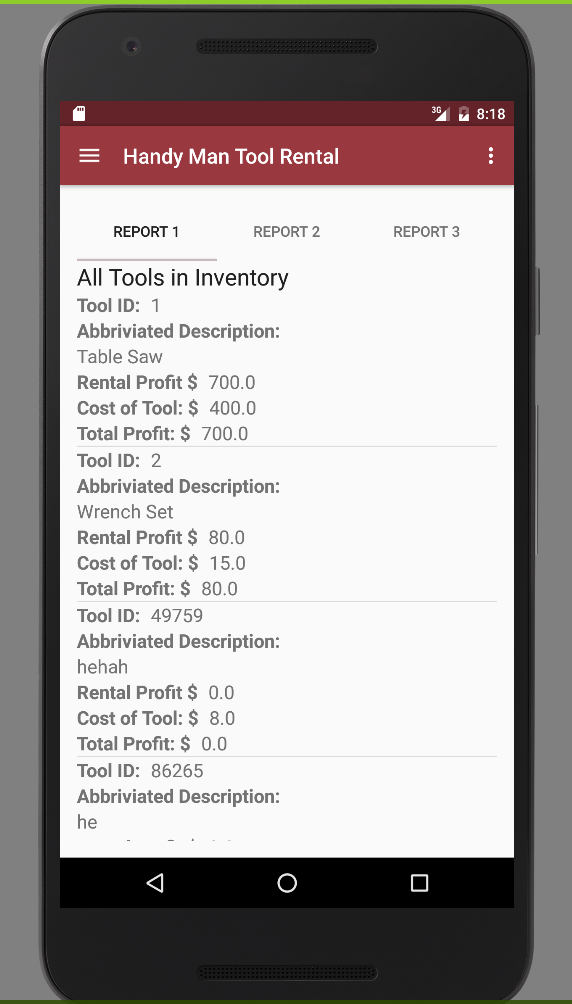 3G 8:18
Handy Man Tool Rental
REPORT 1 REPORT 2 REPORT 3
All Tools in Inventory
Tool ID: 1
Abbriviated Description:
Table Saw
Rental Profit $ 700.0
Cost of Tool: $ 400.0
Total Profit: $ 700.0
Tool ID: 2
Abbriviated Description:
Wrench Set
Rental Profit $ 80.0
Cost of Tool: $ 15.0
Total Profit: $ 80.0
Tool ID: 49759
Abbriviated Description:
hehah
Rental Profit $ 0.0
Cost of Tool: $ 8.0
Total Profit: $ 0.0
Tool ID: 86265
Abbriviated Description:
he